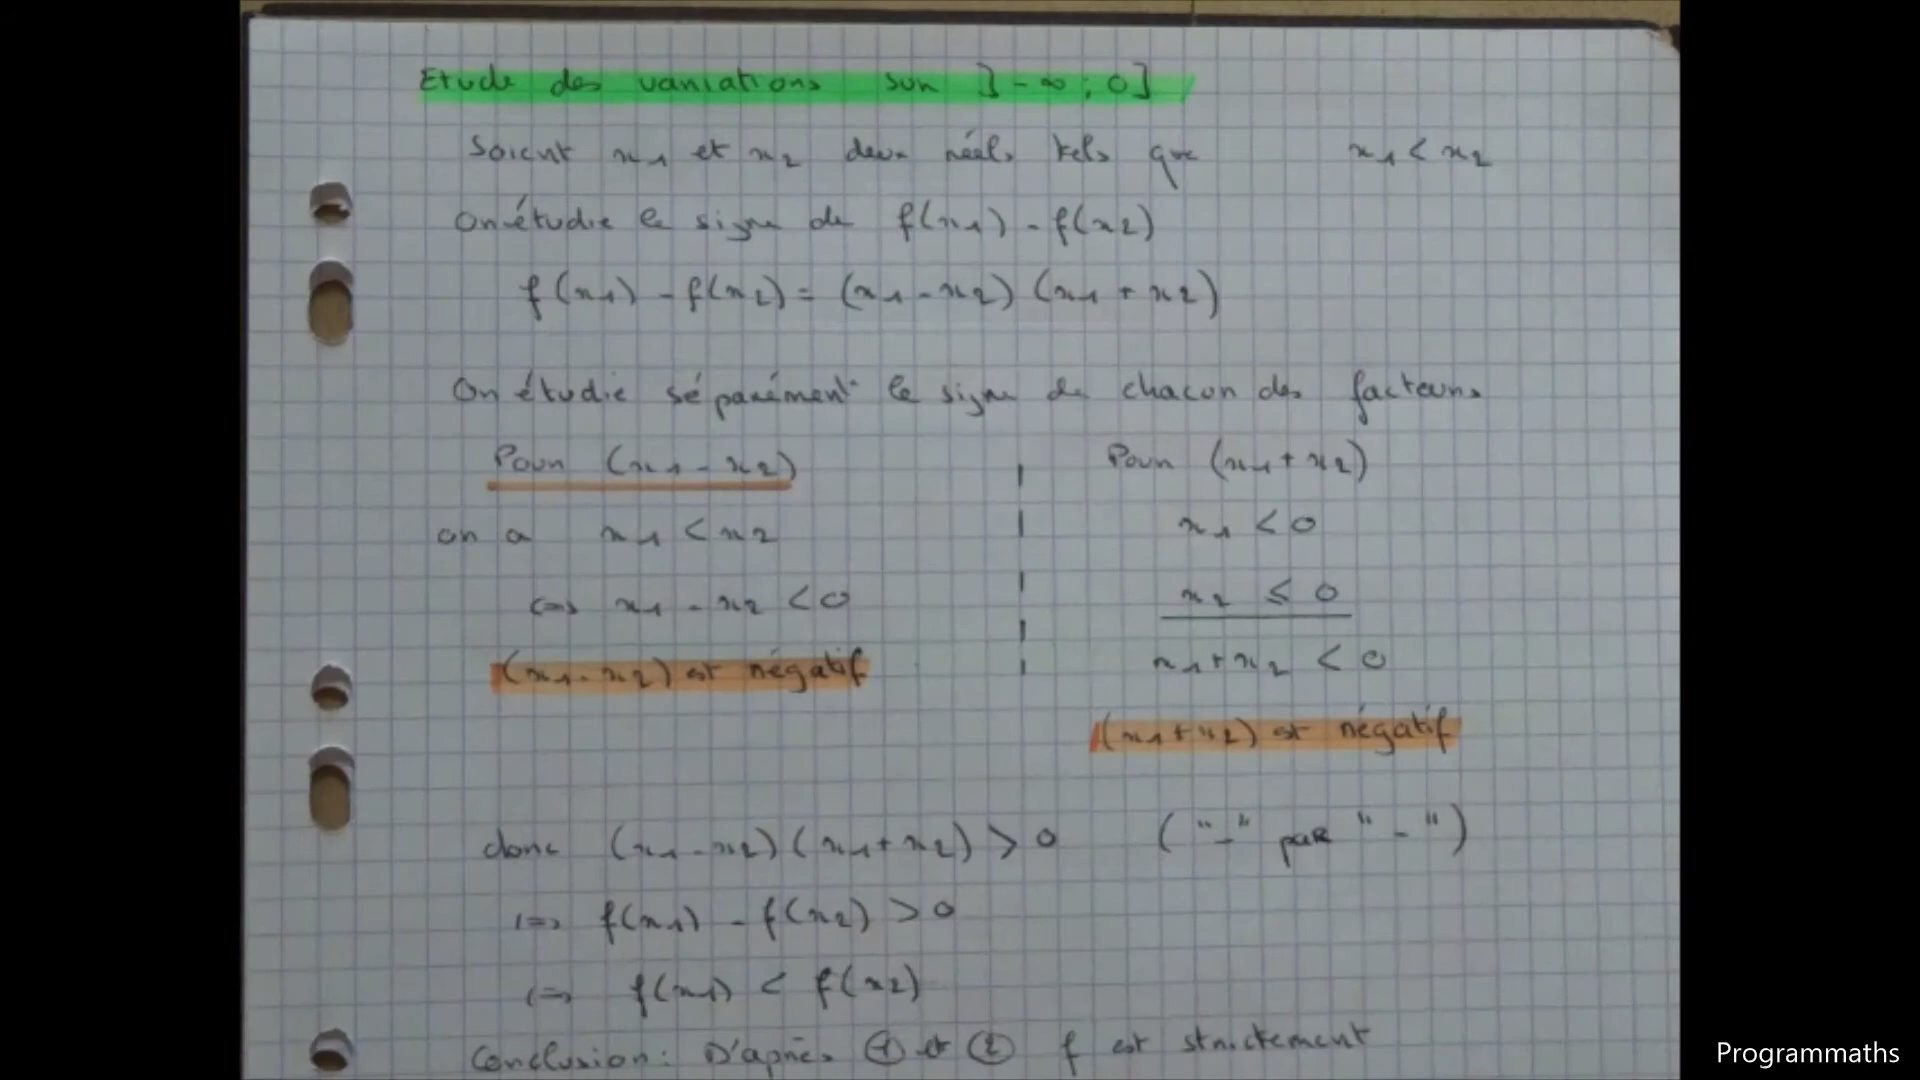 Etude des variations sur ]-∞ ; 0]
Soient x1 et x2 deux réels tels que x1 < x2
On étudie le signe de f(x1) - f(x2)
f(x1) - f(x2) = (x1 - x2) (x1 + x2)
On étudie séparément le signe de chacun des facteurs
Pour (x1 - x2)
on a x1 < x2
<=> x1 - x2 < 0
(x1 - x2) est négatif
Pour (x1 + x2)
x1 < 0
x2 ≤ 0
x1 + x2 < 0
(x1 + x2) est négatif
donc (x1 - x2) (x1 + x2) > 0 ("-" par "-")
<=> f(x1) - f(x2) > 0
<=> f(x1) < f(x2)
Conclusion : D'après ① et ② f est strictement
Programmaths